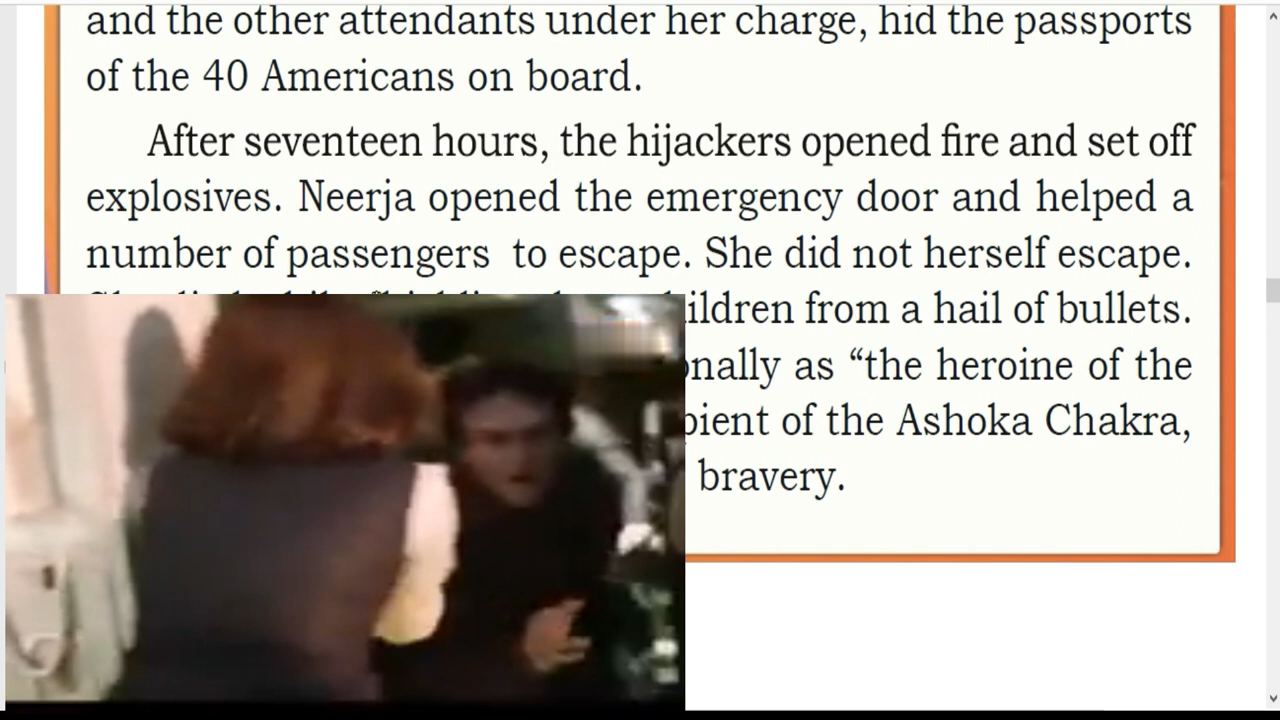 and the other attendants under her charge, hid the passports
of the 40 Americans on board.
After seventeen hours, the hijackers opened fire and set off
explosives. Neerja opened the emergency door and helped a
number of passengers to escape. She did not herself escape.
from a hail of bullets.
as “the heroine of the
of the Ashoka Chakra,
bravery.